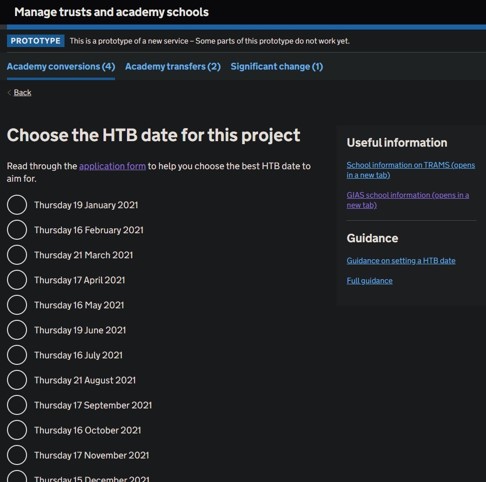 Manage trusts and academy schools
PROTOTYPE This is a prototype of a new service – Some parts of this prototype do not work yet.
Academy conversions (4) Academy transfers (2) Significant change (1)
Back
Choose the HTB date for this project
Read through the application form to help you choose the best HTB date to
aim for.
Thursday 19 January 2021
Thursday 16 February 2021
Thursday 21 March 2021
Thursday 17 April 2021
Thursday 16 May 2021
Thursday 19 June 2021
Thursday 16 July 2021
Thursday 21 August 2021
Thursday 17 September 2021
Thursday 16 October 2021
Thursday 17 November 2021
Thursday 15 December 2021
Useful information
School information on TRAMS (opens
in a new tab)
GIAS school information (opens in a
new tab)
Guidance
Guidance on setting a HTB date
Full guidance